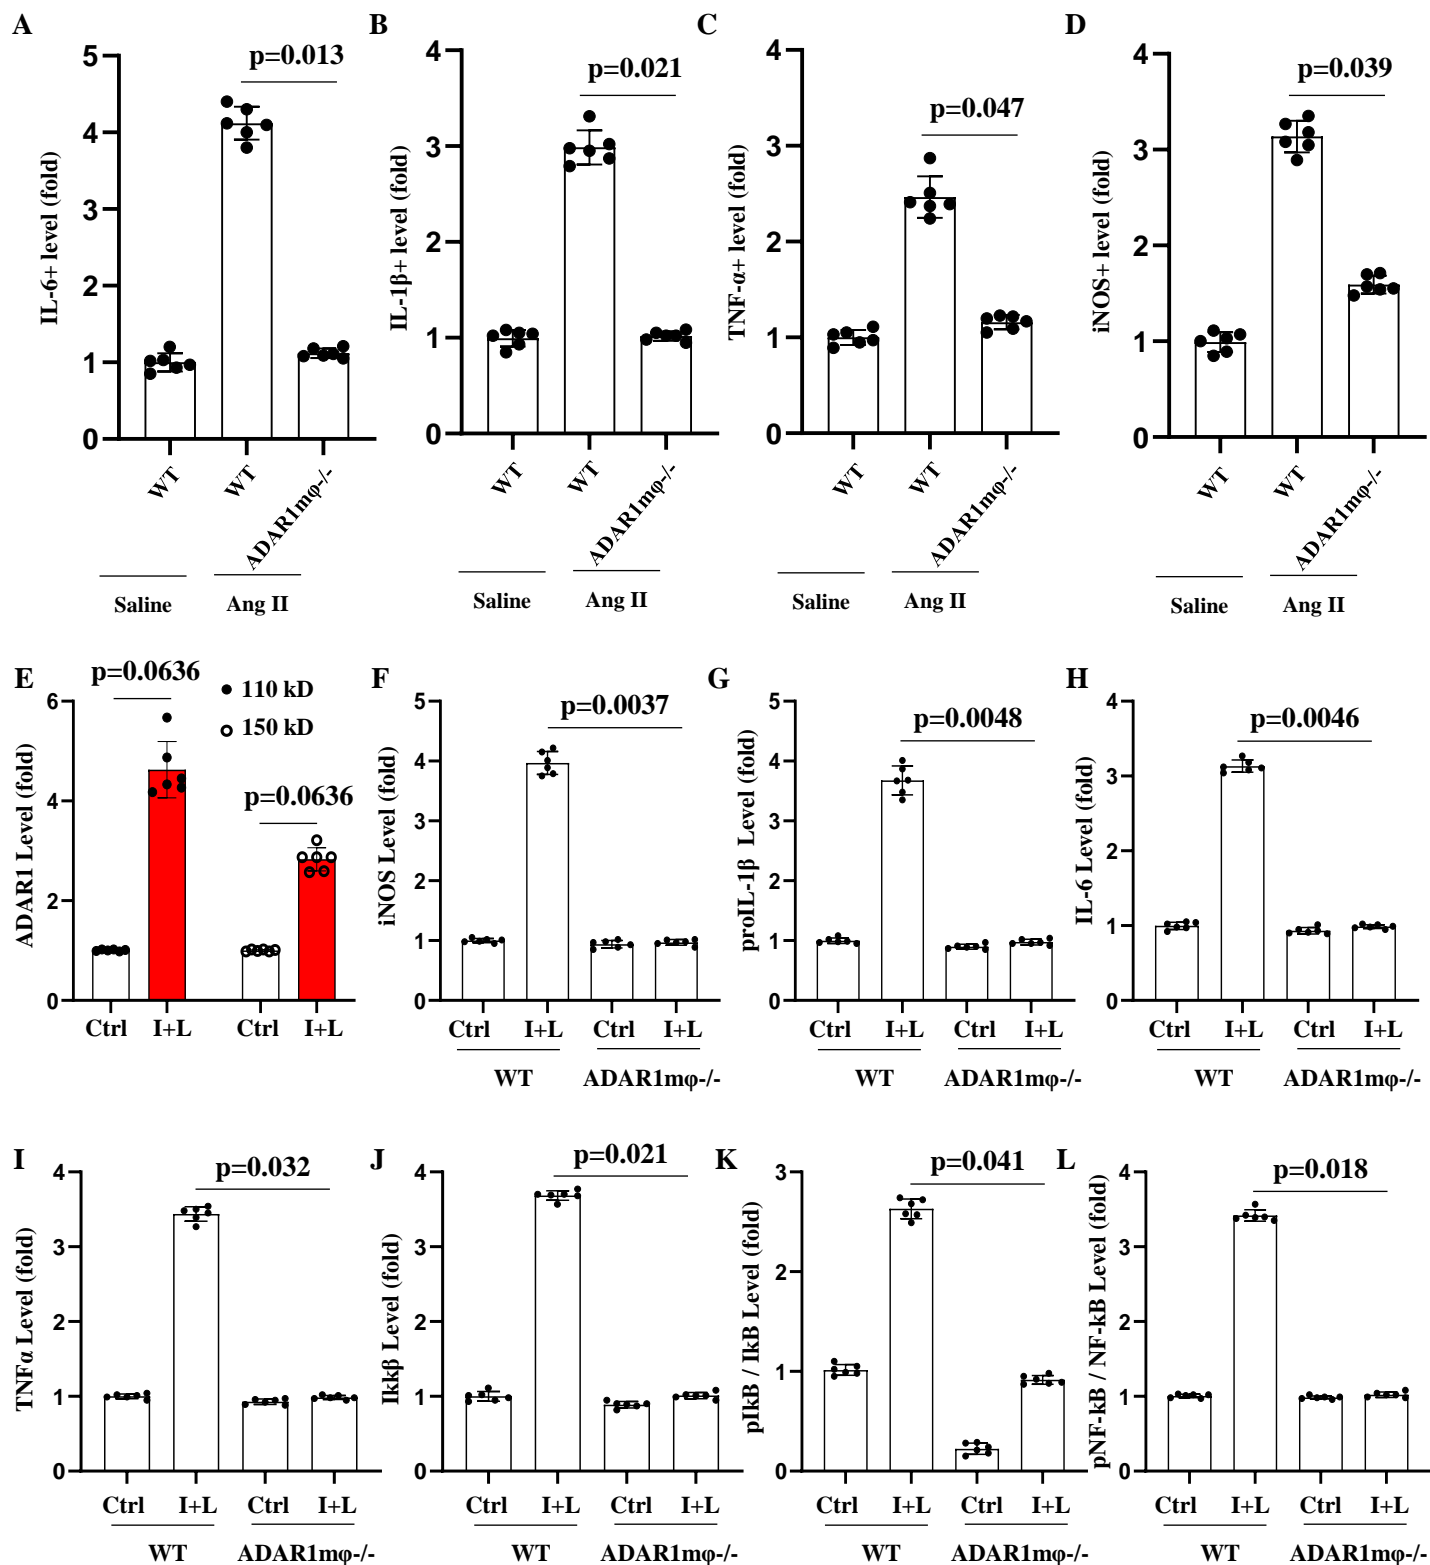 A
B
C
D
p=0.013
p=0.021
p=0.047
p=0.039
IL-6+ level (fold)
5
4
3
2
1
0
WT
WT
ADAR1mφ-/-
Saline
Ang II
IL-1β+ level (fold)
4
3
2
1
0
WT
WT
ADAR1mφ-/-
Saline
Ang II
TNF-α+ level (fold)
4
3
2
1
0
WT
WT
ADAR1mφ-/-
Saline
Ang II
iNOS+ level (fold)
4
3
2
1
0
WT
WT
ADAR1mφ-/-
Saline
Ang II
E
p=0.0636
110 kD
150 kD
p=0.0636
ADAR1 Level (fold)
6
4
2
0
Ctrl I+L Ctrl I+L
F
p=0.0037
iNOS Level (fold)
5
4
3
2
1
0
Ctrl I+L Ctrl I+L
WT ADAR1mφ-/-
G
p=0.0048
proIL-1β Level (fold)
5
4
3
2
1
0
Ctrl I+L Ctrl I+L
WT ADAR1mφ-/-
H
p=0.0046
IL-6 Level (fold)
4
3
2
1
0
Ctrl I+L Ctrl I+L
WT ADAR1mφ-/-
I
p=0.032
TNFα Level (fold)
4
3
2
1
0
Ctrl I+L Ctrl I+L
WT ADAR1mφ-/-
J
p=0.021
Ikkβ Level (fold)
4
3
2
1
0
Ctrl I+L Ctrl I+L
WT ADAR1mφ-/-
K
p=0.041
pIkB / IkB Level (fold)
3
2
1
0
Ctrl I+L Ctrl I+L
WT ADAR1mφ-/-
L
p=0.018
pNF-kB / NF-kB Level (fold)
4
3
2
1
0
Ctrl I+L Ctrl I+L
WT ADAR1mφ-/-